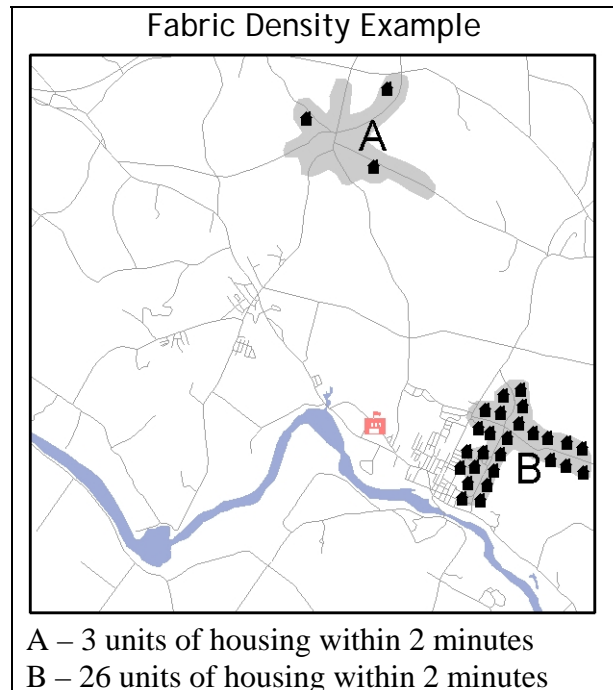 Fabric Density Example
A
B
A – 3 units of housing within 2 minutes
B – 26 units of housing within 2 minutes